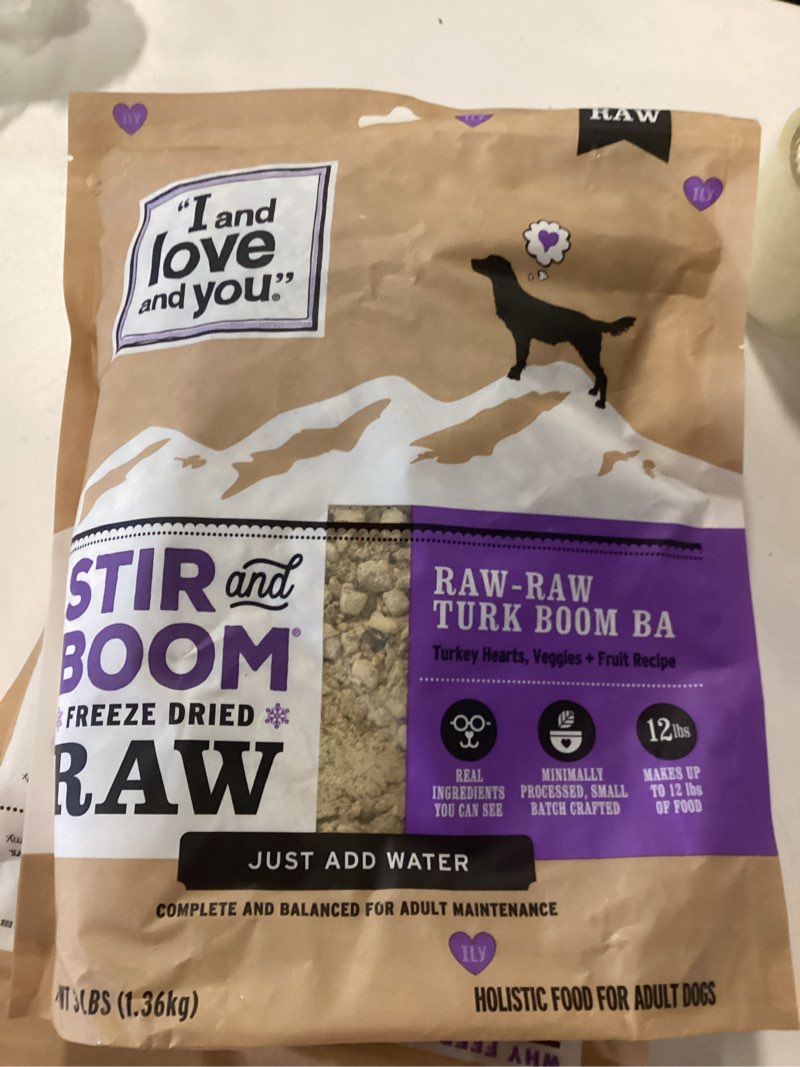 ILY
RAW
ILY
"I and
love
and you."®
STIR and
BOOM®
FREEZE DRIED
RAW
RAW-RAW
TURK BOOM BA
Turkey Hearts, Veggies + Fruit Recipe
REAL
INGREDIENTS
YOU CAN SEE
MINIMALLY
PROCESSED, SMALL
BATCH CRAFTED
12lbs
MAKES UP
TO 12 lbs
OF FOOD
JUST ADD WATER
COMPLETE AND BALANCED FOR ADULT MAINTENANCE
ILY
LBS (1.36kg)
HOLISTIC FOR ADULT DOGS
WHY FEE